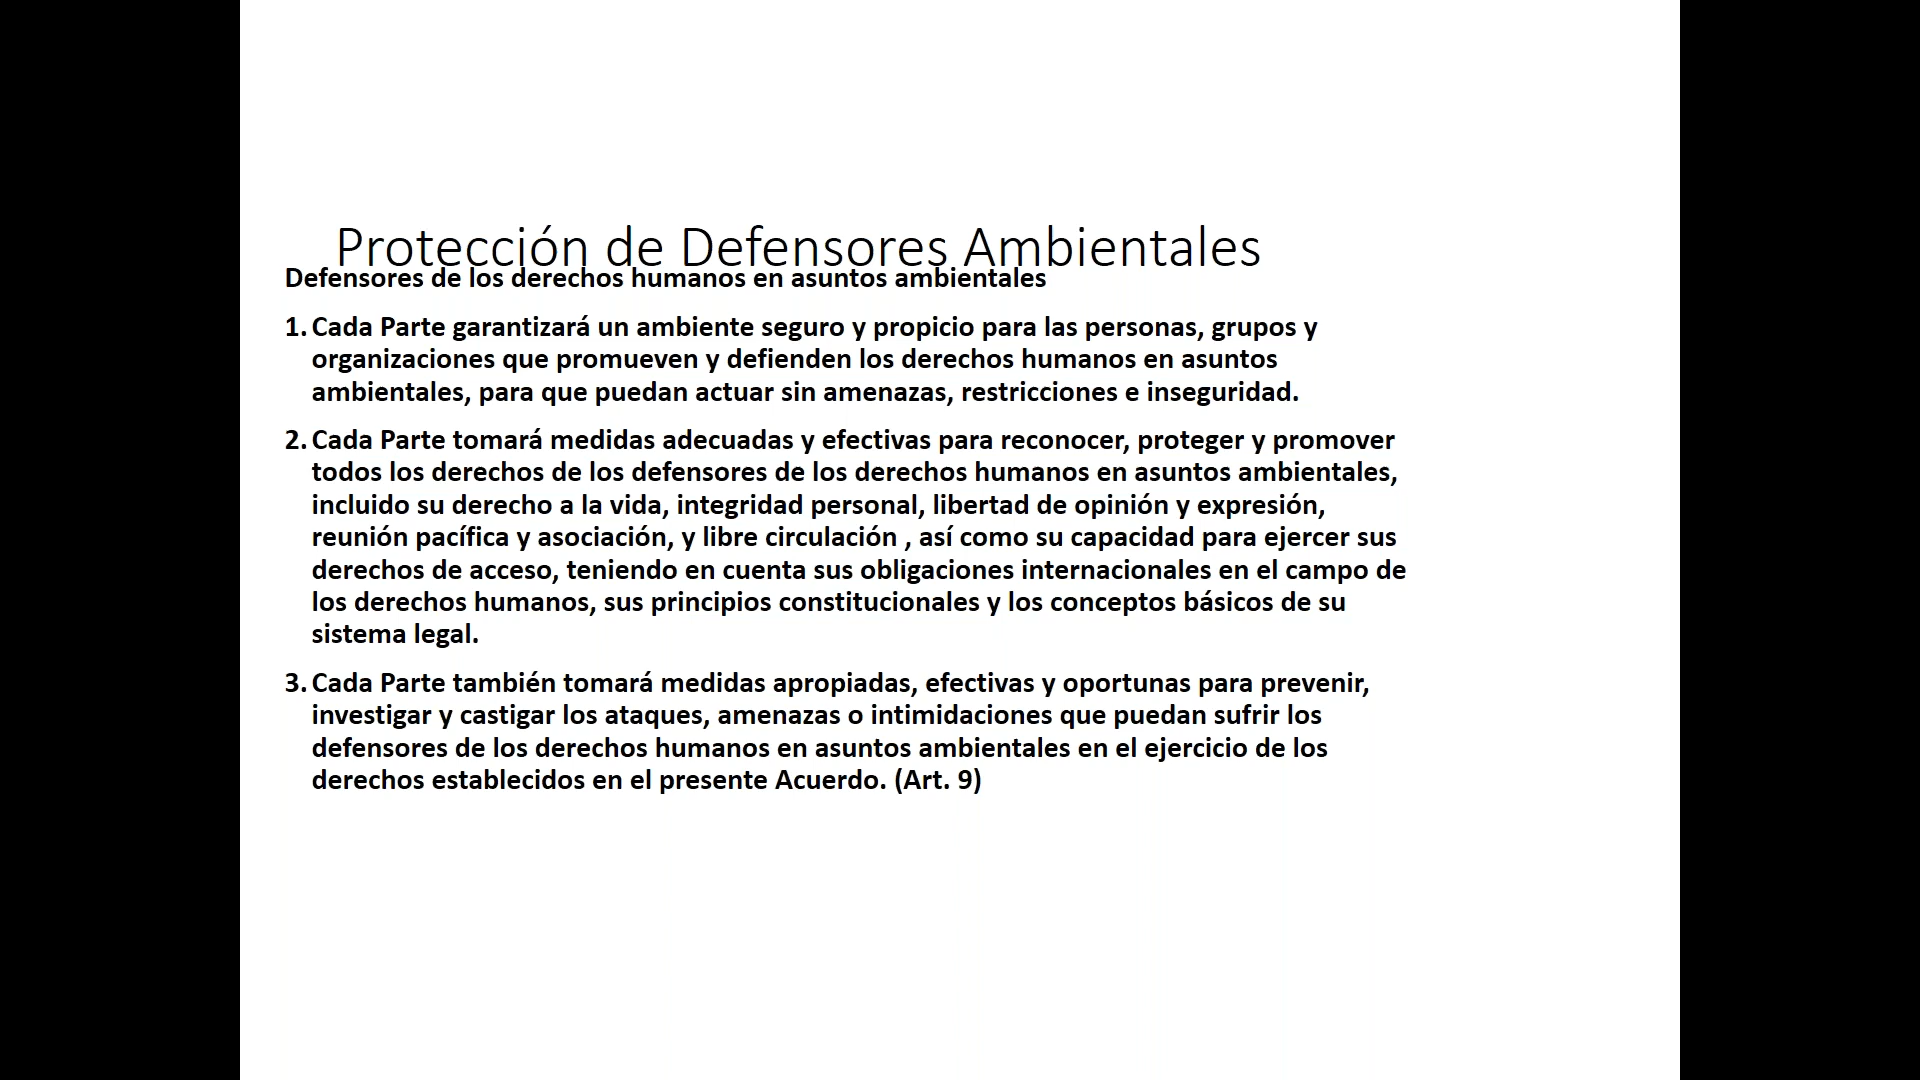 Protección de Defensores Ambientales
Defensores de los derechos humanos en asuntos ambientales
1. Cada Parte garantizará un ambiente seguro y propicio para las personas, grupos y
organizaciones que promueven y defienden los derechos humanos en asuntos
ambientales, para que puedan actuar sin amenazas, restricciones e inseguridad.
2. Cada Parte tomará medidas adecuadas y efectivas para reconocer, proteger y promover
todos los derechos de los defensores de los derechos humanos en asuntos ambientales,
incluido su derecho a la vida, integridad personal, libertad de opinión y expresión,
reunión pacífica y asociación, y libre circulación , así como su capacidad para ejercer sus
derechos de acceso, teniendo en cuenta sus obligaciones internacionales en el campo de
los derechos humanos, sus principios constitucionales y los conceptos básicos de su
sistema legal.
3. Cada Parte también tomará medidas apropiadas, efectivas y oportunas para prevenir,
investigar y castigar los ataques, amenazas o intimidaciones que puedan sufrir los
defensores de los derechos humanos en asuntos ambientales en el ejercicio de los
derechos establecidos en el presente Acuerdo. (Art. 9)